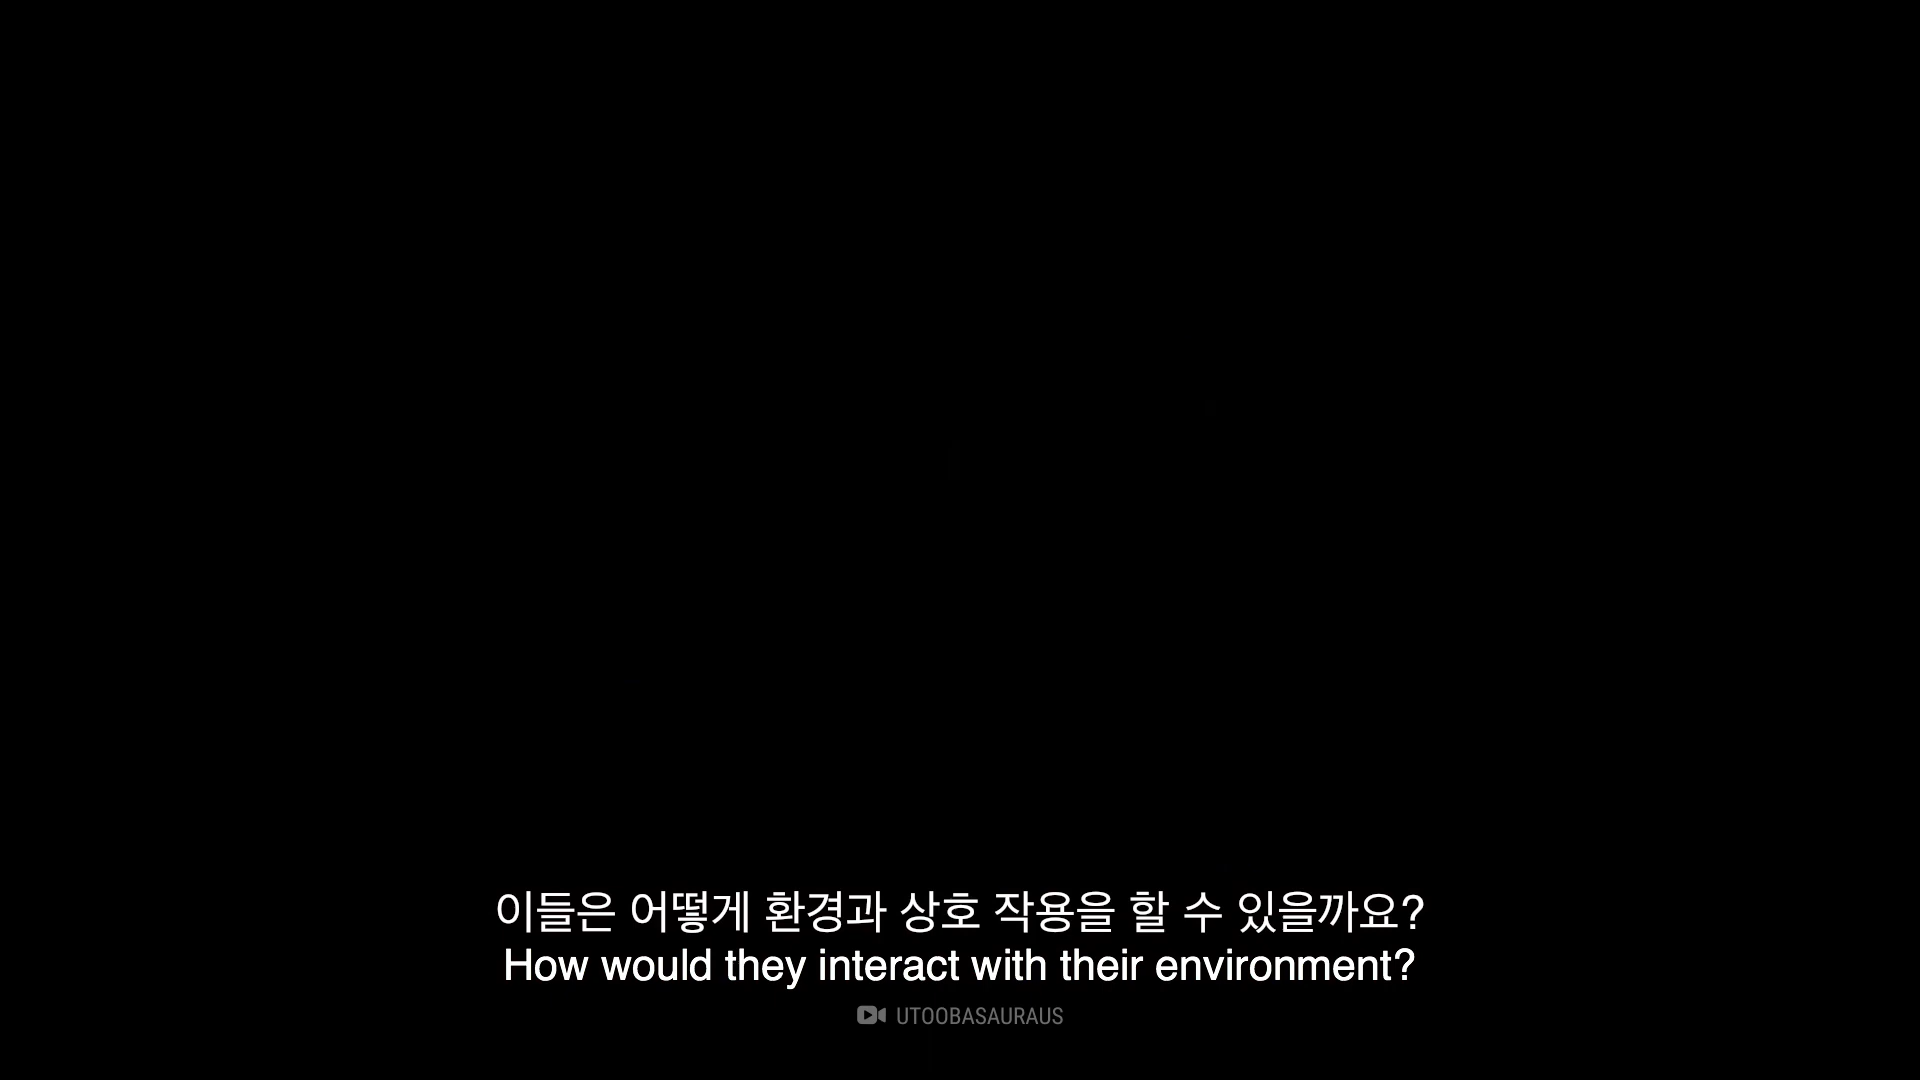 이들은 어떻게 환경과 상호 작용을 할 수 있을까요?
How would they interact with their environment?
UTOOBASAURAUS